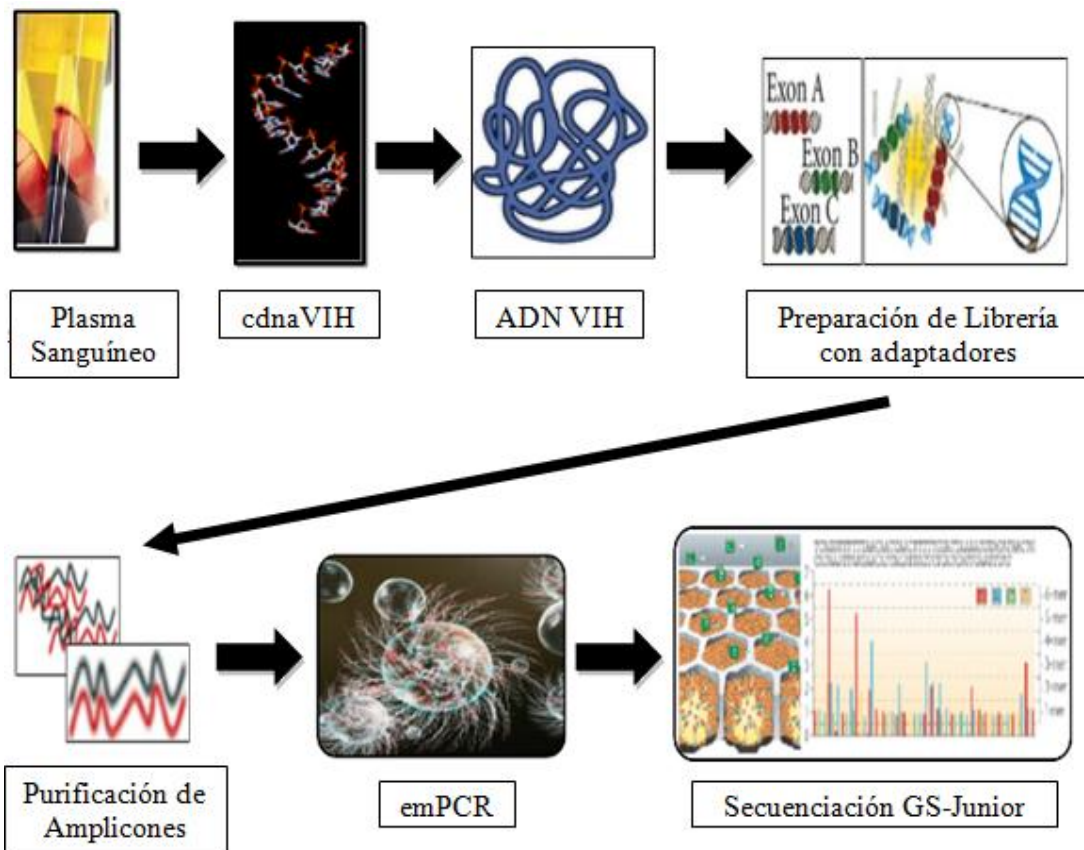 Exon A
Exon B
Exon C
Plasma
Sanguíneo
cdnaVIH
ADN VIH
Preparación de Librería
con adaptadores
Purificación de
Amplicones
emPCR
Secuenciación GS-Junior